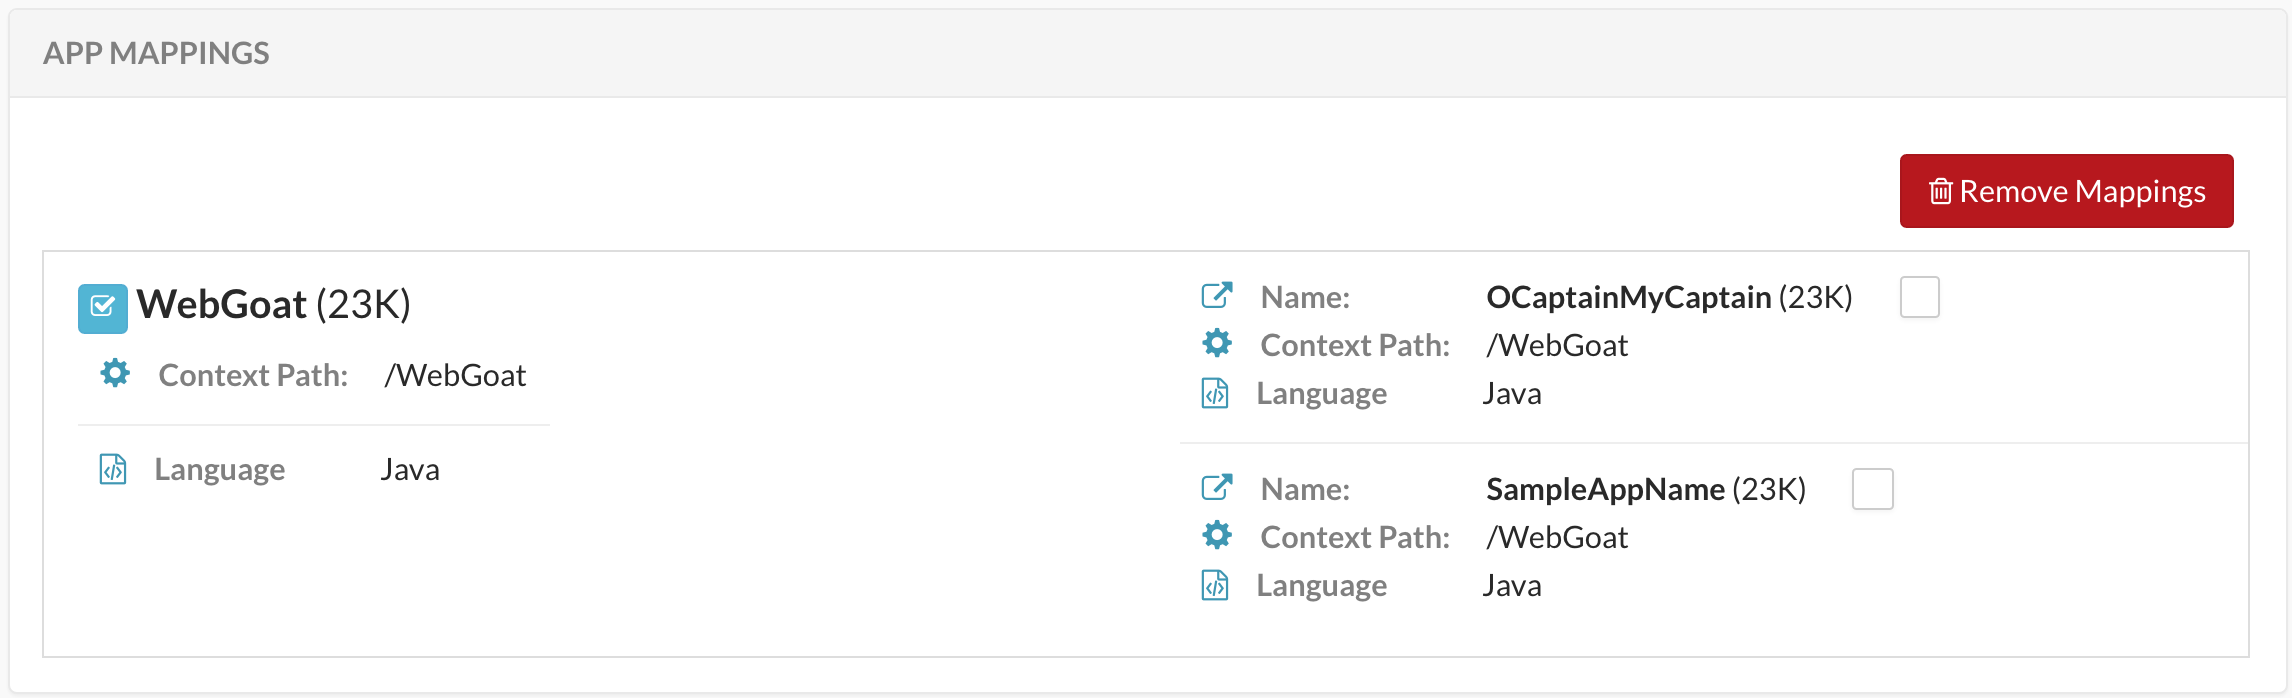 APP MAPPINGS
Remove Mappings
WebGoat (23K)
Context Path: /WebGoat
Language Java
Name: OCaptainMyCaptain (23K)
Context Path: /WebGoat
Language Java
Name: SampleAppName (23K)
Context Path: /WebGoat
Language Java